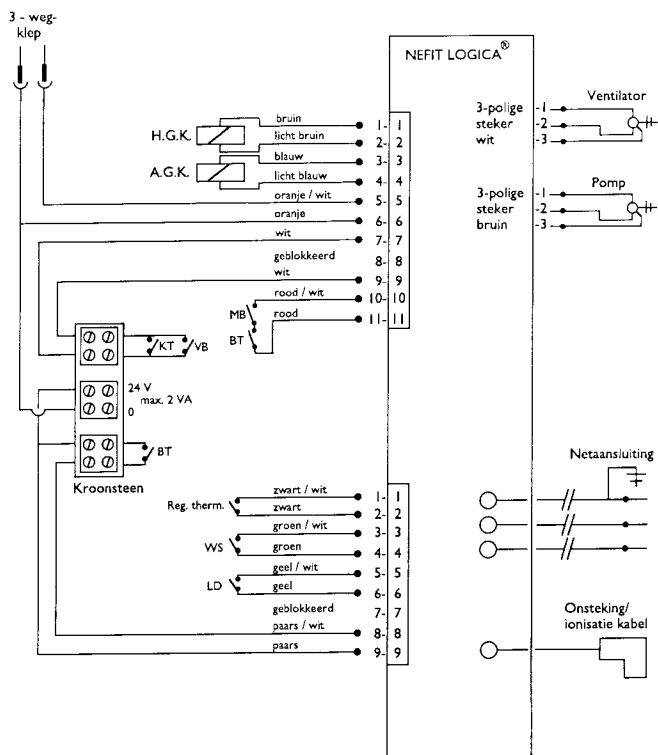 3 - weg-
klep
NEFIT LOGICA®
H.G.K.
A.G.K.
bruin
1- 1
licht bruin
2- 2
blauw
3- 3
licht blauw
4- 4
oranje / wit
5- 5
oranje
6- 6
wit
7- 7
geblokkeerd
8- 8
wit
9- 9
rood / wit
10- 10
rood
11- 11
MB
BT
3-polige
steker
wit
-1
-2
-3
Ventilator
3-polige
steker
bruin
-1
-2
-3
Pomp
KT
VB
24 V
max. 2 VA
0
BT
Kroonsteen
Reg. therm.
WS
LD
zwart / wit
1- 1
zwart
2- 2
groen / wit
3- 3
groen
4- 4
geel / wit
5- 5
geel
6- 6
geblokkeerd
7- 7
paars / wit
8- 8
paars
9- 9
Netaansluiting
Onsteking/
ionisatie kabel